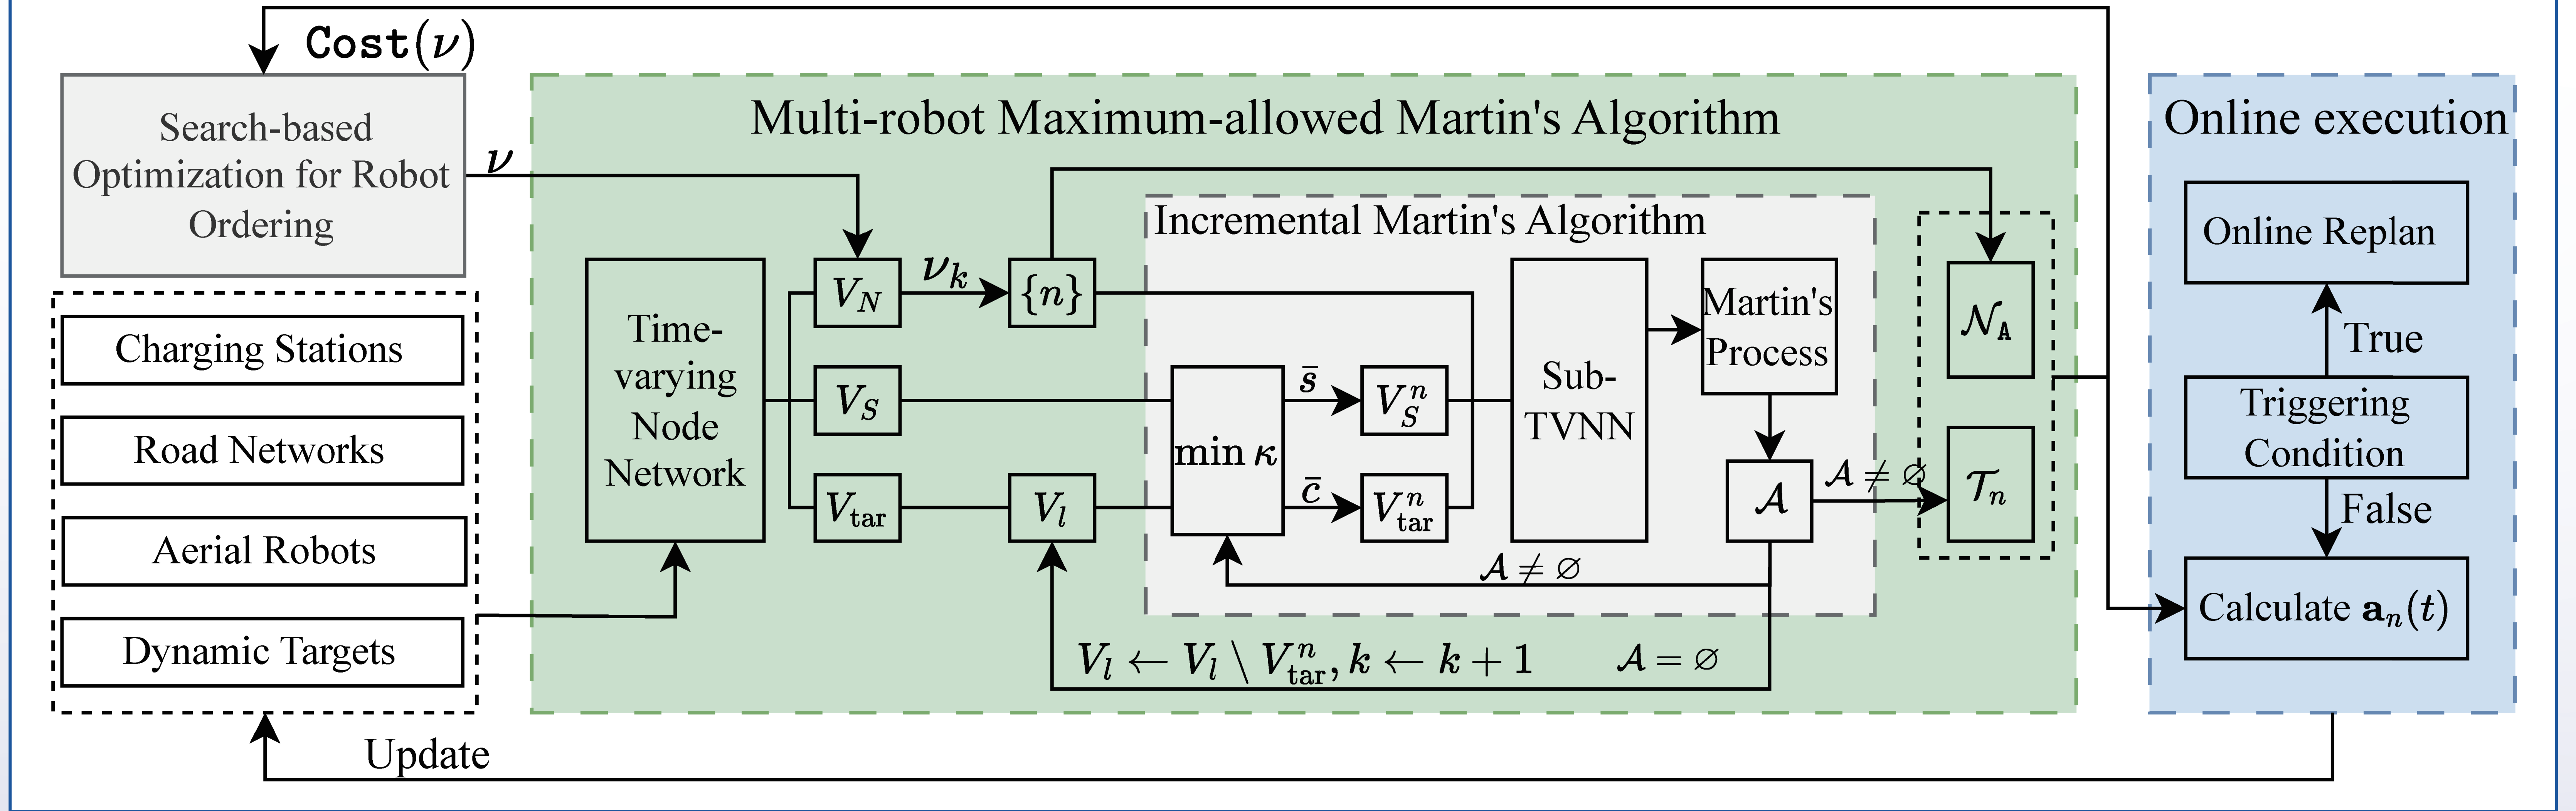 Cost(ν)
Search-based
Optimization for Robot
Ordering
ν
Charging Stations
Road Networks
Aerial Robots
Dynamic Targets
Update
Multi-robot Maximum-allowed Martin's Algorithm
Time-
varying
Node
Network
V_N
ν_k
{n}
V_S
V_tar
V_l
Incremental Martin's Algorithm
min κ
s̄
V_S^n
c̄
V_tar^n
Sub-
TVNN
Martin's
Process
𝒜
𝒜 ≠ ∅
𝒜 ≠ ∅
V_l ← V_l \ V_tar^n, k ← k + 1
𝒜 = ∅
𝒩_A
𝒯_n
Online execution
Online Replan
True
Triggering
Condition
False
Calculate a_n(t)